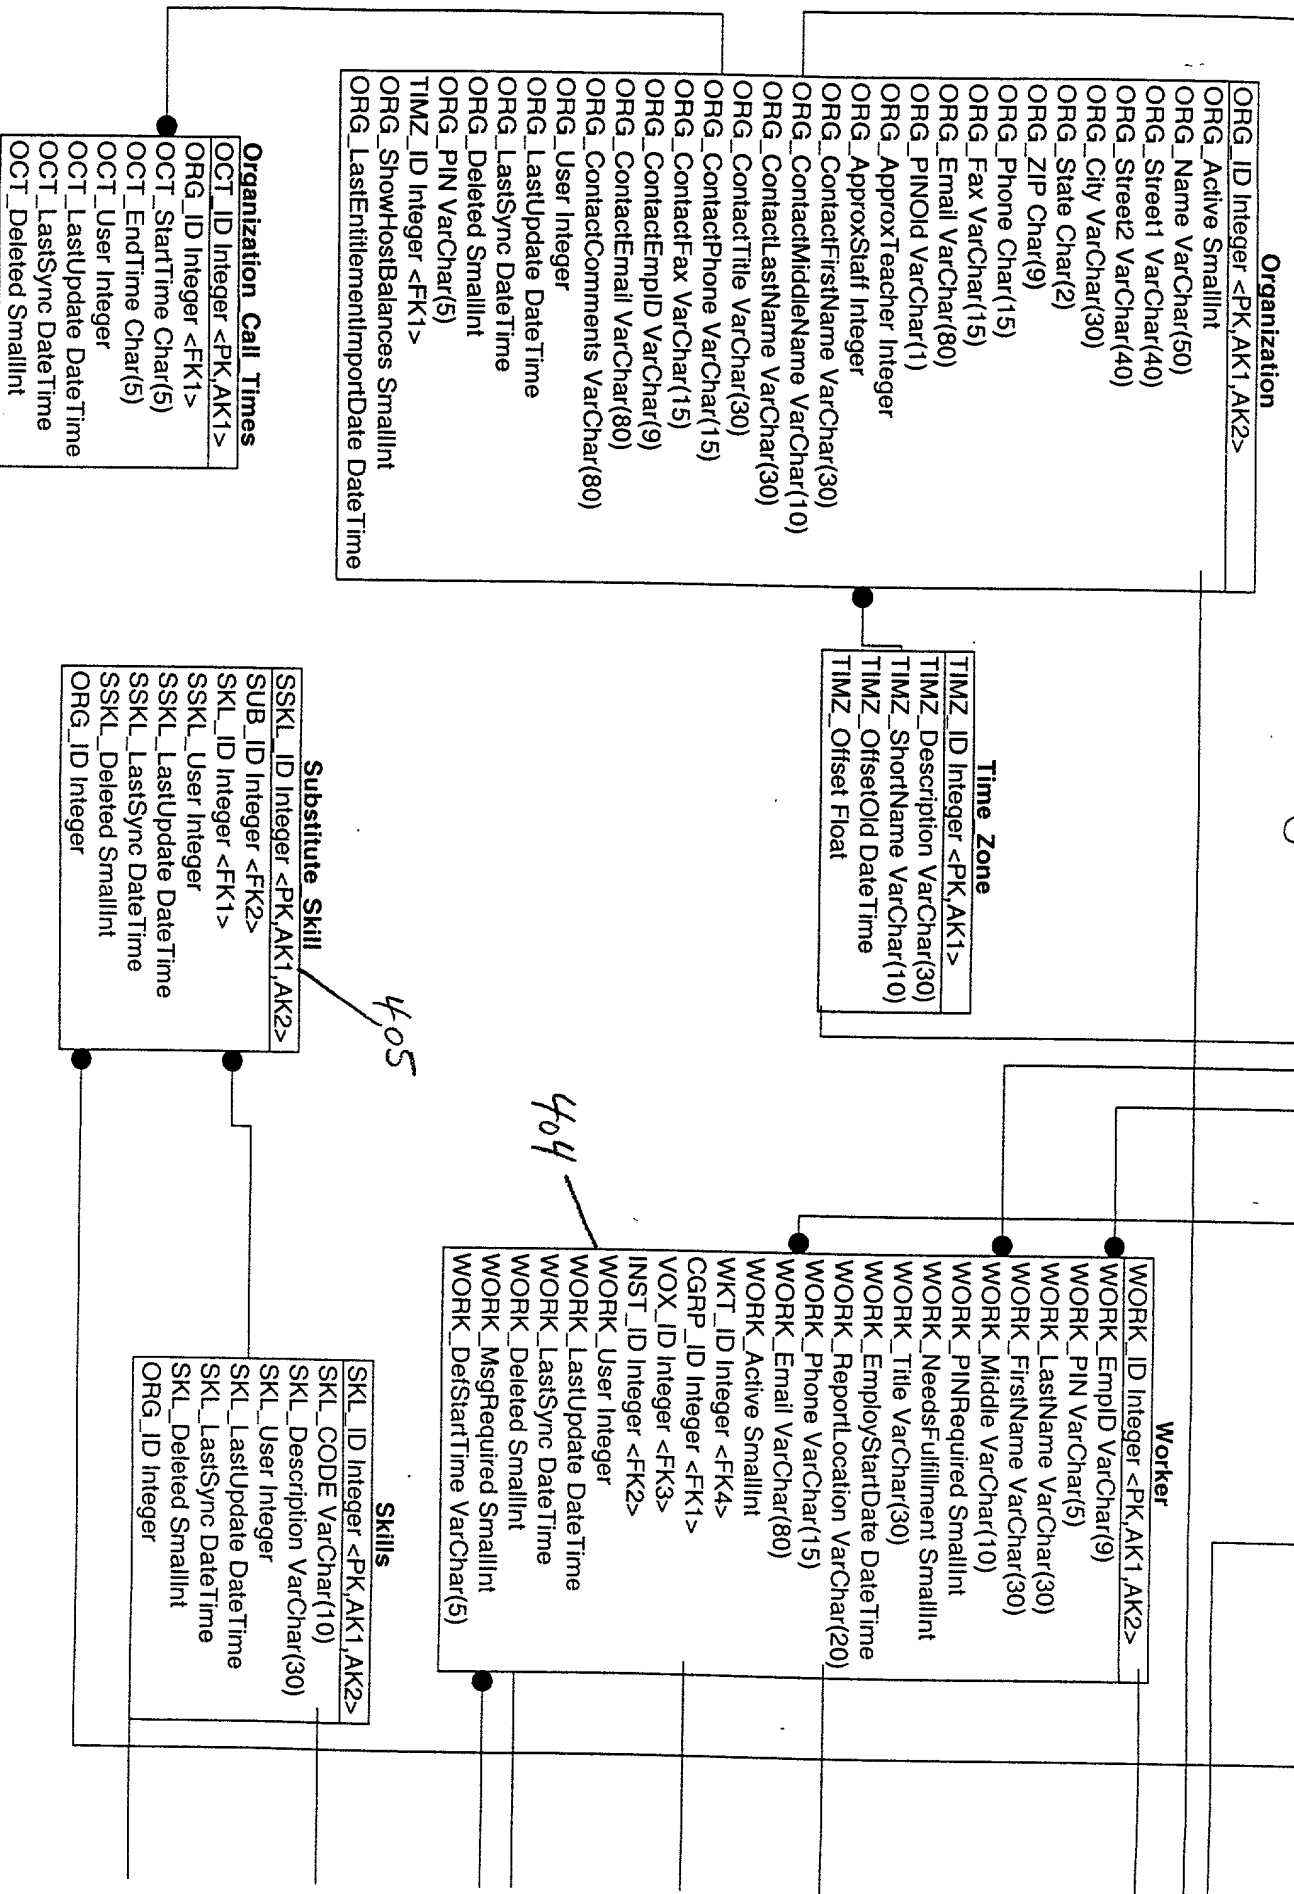 Organization
ORG_ID Integer <PK,AK1,AK2>
ORG_Active SmallInt
ORG_Name VarChar(50)
ORG_Street1 VarChar(40)
ORG_Street2 VarChar(40)
ORG_City VarChar(30)
ORG_State Char(2)
ORG_ZIP Char(9)
ORG_Phone Char(15)
ORG_Fax VarChar(15)
ORG_Email VarChar(80)
ORG_PINOld VarChar(1)
ORG_ApproxTeacher Integer
ORG_ApproxStaff Integer
ORG_ContactFirstName VarChar(30)
ORG_ContactMiddleName VarChar(10)
ORG_ContactLastName VarChar(30)
ORG_ContactTitle VarChar(30)
ORG_ContactPhone VarChar(15)
ORG_ContactFax VarChar(15)
ORG_ContactEmpID VarChar(9)
ORG_ContactEmail VarChar(80)
ORG_ContactComments VarChar(80)
ORG_User Integer
ORG_LastUpdate DateTime
ORG_LastSync DateTime
ORG_Deleted SmallInt
ORG_PIN VarChar(5)
TIMZ_ID Integer <FK1>
ORG_ShowHostBalances SmallInt
ORG_LastEntitlementImportDate DateTime
Organization_Call_Times
OCT_ID Integer <PK,AK1>
ORG_ID Integer <FK1>
OCT_StartTime Char(5)
OCT_EndTime Char(5)
OCT_User Integer
OCT_LastUpdate DateTime
OCT_LastSync DateTime
OCT_Deleted SmallInt
Time_Zone
TIMZ_ID Integer <PK,AK1>
TIMZ_Description VarChar(30)
TIMZ_ShortName VarChar(10)
TIMZ_OffsetOld DateTime
TIMZ_Offset Float
Substitute_Skill
SSKL_ID Integer <PK,AK1,AK2>
SUB_ID Integer <FK2>
SKL_ID Integer <FK1>
SSKL_User Integer
SSKL_LastUpdate DateTime
SSKL_LastSync DateTime
SSKL_Deleted SmallInt
ORG_ID Integer
405
404
Worker
WORK_ID Integer <PK,AK1,AK2>
WORK_EmpID VarChar(9)
WORK_PIN VarChar(5)
WORK_LastName VarChar(30)
WORK_FirstName VarChar(30)
WORK_Middle VarChar(10)
WORK_PINRequired SmallInt
WORK_NeedsFulfillment SmallInt
WORK_Title VarChar(30)
WORK_EmployStartDate DateTime
WORK_ReportLocation VarChar(20)
WORK_Phone VarChar(15)
WORK_Email VarChar(80)
WORK_Active SmallInt
WKT_ID Integer <FK4>
CGRP_ID Integer <FK1>
VOX_ID Integer <FK3>
INST_ID Integer <FK2>
WORK_User Integer
WORK_LastUpdate DateTime
WORK_LastSync DateTime
WORK_Deleted SmallInt
WORK_MsgRequired SmallInt
WORK_DefStartTime VarChar(5)
Skills
SKL_ID Integer <PK,AK1,AK2>
SKL_CODE VarChar(10)
SKL_Description VarChar(30)
SKL_User Integer
SKL_LastUpdate DateTime
SKL_LastSync DateTime
SKL_Deleted SmallInt
ORG_ID Integer